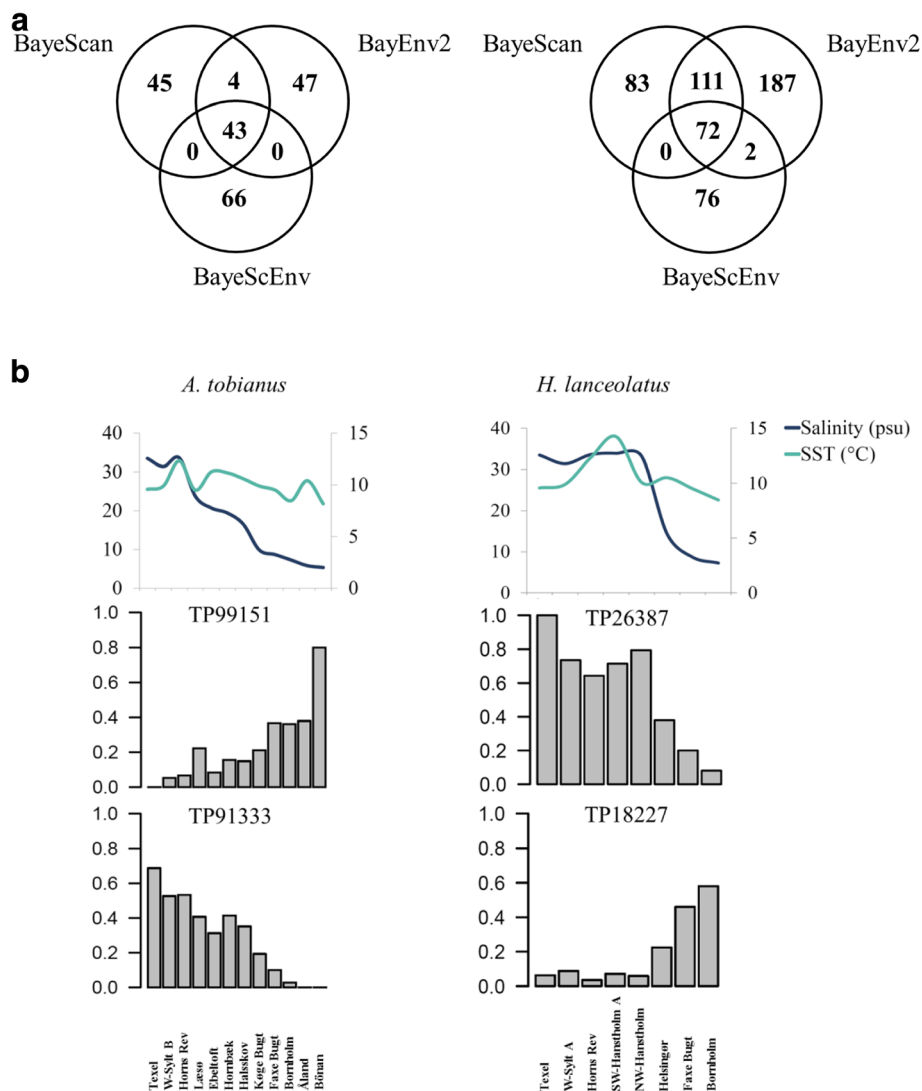 a
BayeScan BayEnv2 BayeScan BayEnv2
45 4 47 83 111 187
43 72
0 0 0 2
66 76
BayeScEnv BayeScEnv
b
A. tobianus H. lanceolatus
Salinity (psu)
SST (°C)
40 15 40 15
30 10 30 10
20 20
10 5 10 5
0 0 0 0
TP99151 TP26387
1.0 1.0
0.8 0.8
0.6 0.6
0.4 0.4
0.2 0.2
0.0 0.0
TP91333 TP18227
1.0 1.0
0.8 0.8
0.6 0.6
0.4 0.4
0.2 0.2
0.0 0.0
Texel
W-Sylt B
Horns Rev
Læsø
Ebeltoft
Hornbæk
Halsskov
Køge Bugt
Faxe Bugt
Bornholm
Åland
Bönan
Texel
W-Sylt A
Horns Rev
SW-Hanstholm A
NW-Hanstholm
Helsingør
Faxe Bugt
Bornholm